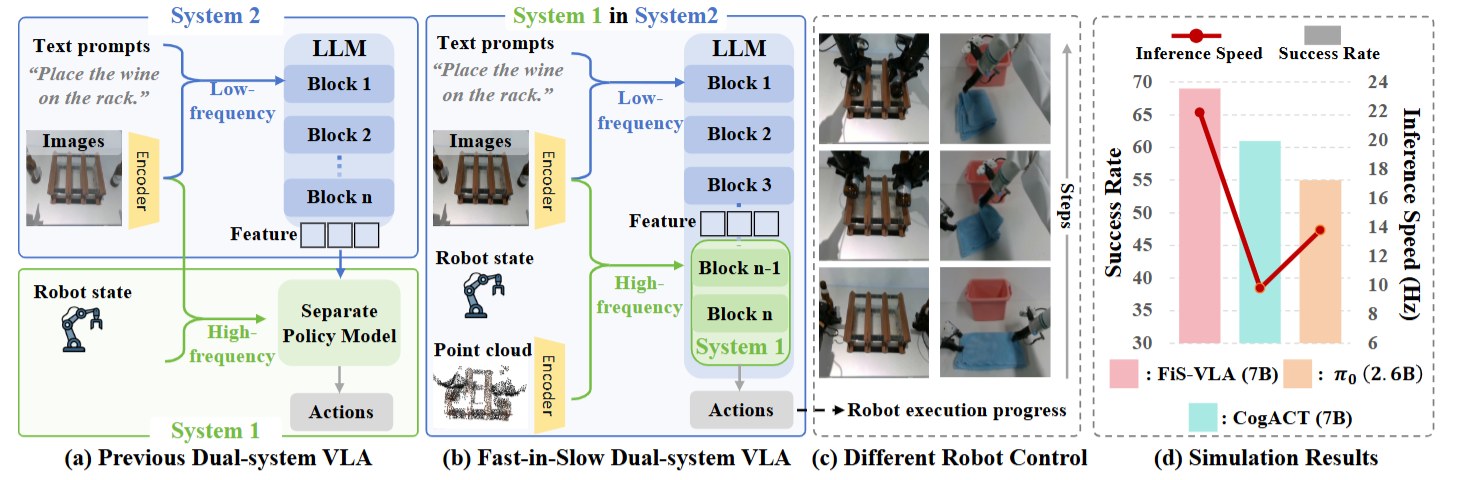 System 2
Text prompts
“Place the wine
on the rack.”
Low-
frequency
Images
Encoder
LLM
Block 1
Block 2
Block n
Feature
Robot state
High-
frequency
Separate
Policy Model
Actions
System 1
(a) Previous Dual-system VLA
System 1 in System2
Text prompts
“Place the wine
on the rack.”
Low-
frequency
Images
Encoder
LLM
Block 1
Block 2
Block 3
Feature
Robot state
High-
frequency
Block n-1
Block n
System 1
Point cloud
Encoder
Actions
Robot execution progress
(b) Fast-in-Slow Dual-system VLA
Steps
(c) Different Robot Control
Inference Speed
Success Rate
70
65
60
55
50
45
40
35
30
Success Rate
24
22
20
18
16
14
12
10
8
6
Inference Speed (Hz)
: FiS-VLA (7B)
: π₀ (2.6B)
: CogACT (7B)
(d) Simulation Results